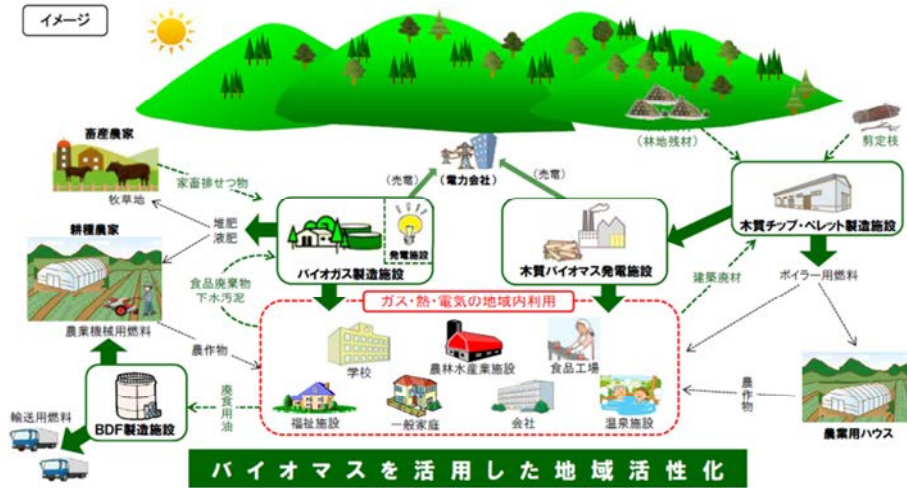 イメージ
畜産農家
牧草地
家畜排せつ物
(売電)
(電力会社)
(売電)
(林地残材)
剪定枝
堆肥
液肥
発電設備
バイオガス製造施設
木質バイオマス発電施設
木質チップ・ペレット製造施設
耕種農家
農業機械用燃料
食品廃棄物
下水汚泥
建築廃材
ボイラー用燃料
ガス・熱・電気の地域内利用
農作物
学校
農林水産業施設
食品工場
福祉施設
一般家庭
会社
温泉施設
農作物
農業用ハウス
廃食用油
BDF製造施設
輸送用燃料
バイオマスを活用した地域活性化